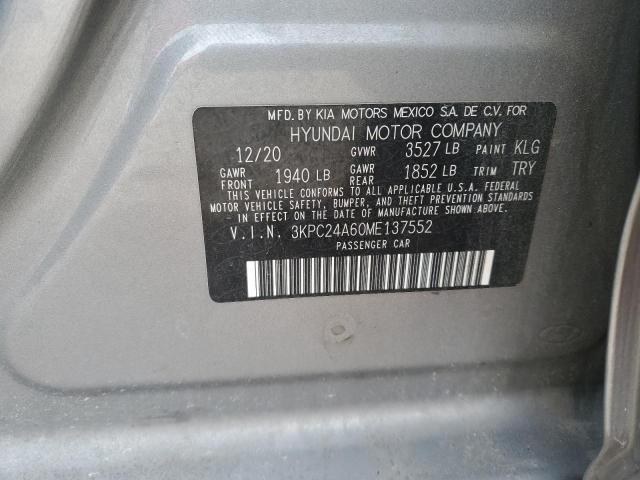 MFD. BY KIA MOTORS MEXICO S.A. DE C.V. FOR
HYUNDAI MOTOR COMPANY
12/20 GVWR 3527 LB PAINT KLG
GAWR FRONT 1940 LB GAWR REAR 1852 LB TRIM TRY
THIS VEHICLE CONFORMS TO ALL APPLICABLE U.S.A. FEDERAL
MOTOR VEHICLE SAFETY, BUMPER, AND THEFT PREVENTION STANDARDS
IN EFFECT ON THE DATE OF MANUFACTURE SHOWN ABOVE.
V.I.N. 3KPC24A60ME137552
PASSENGER CAR